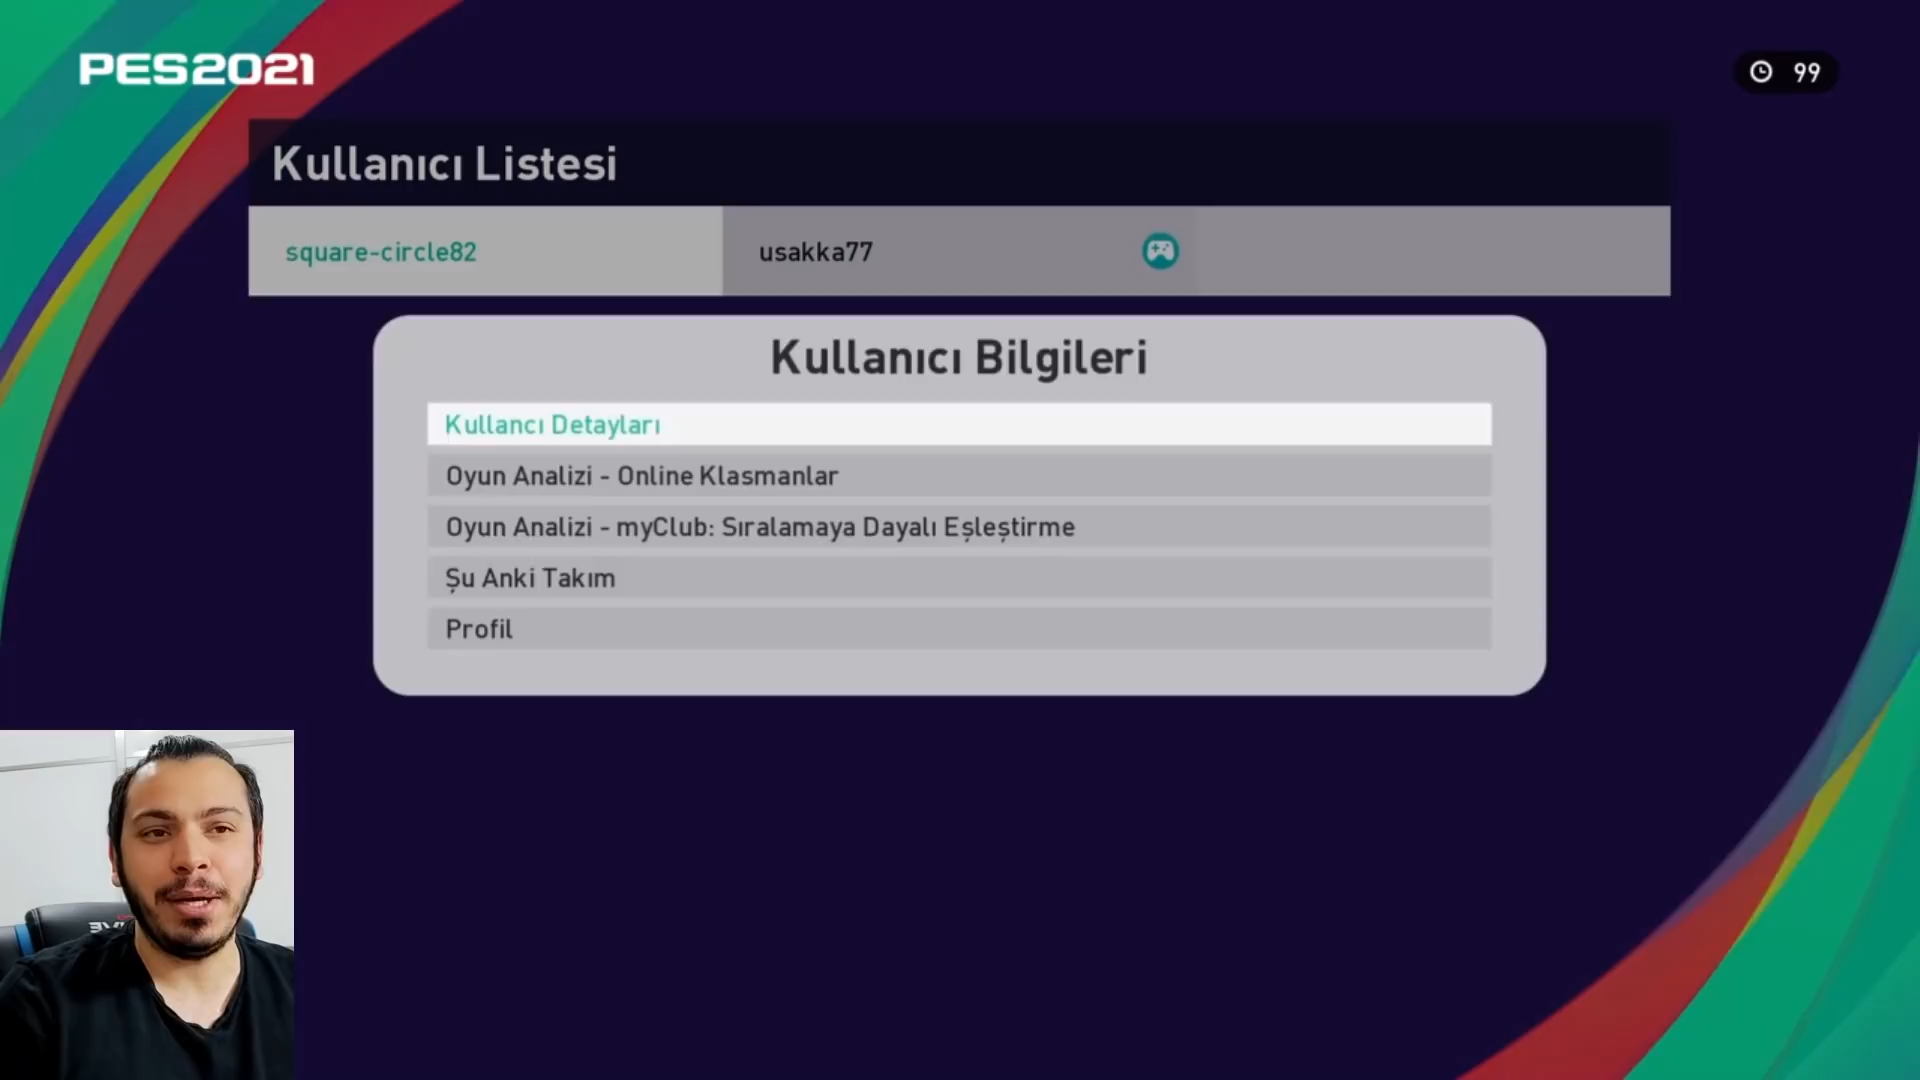 PES2021
99
Kullanıcı Listesi
square-circle82
usakka77
Kullanıcı Bilgileri
Kullancı Detayları
Oyun Analizi - Online Klasmanlar
Oyun Analizi - myClub: Sıralamaya Dayalı Eşleştirme
Şu Anki Takım
Profil